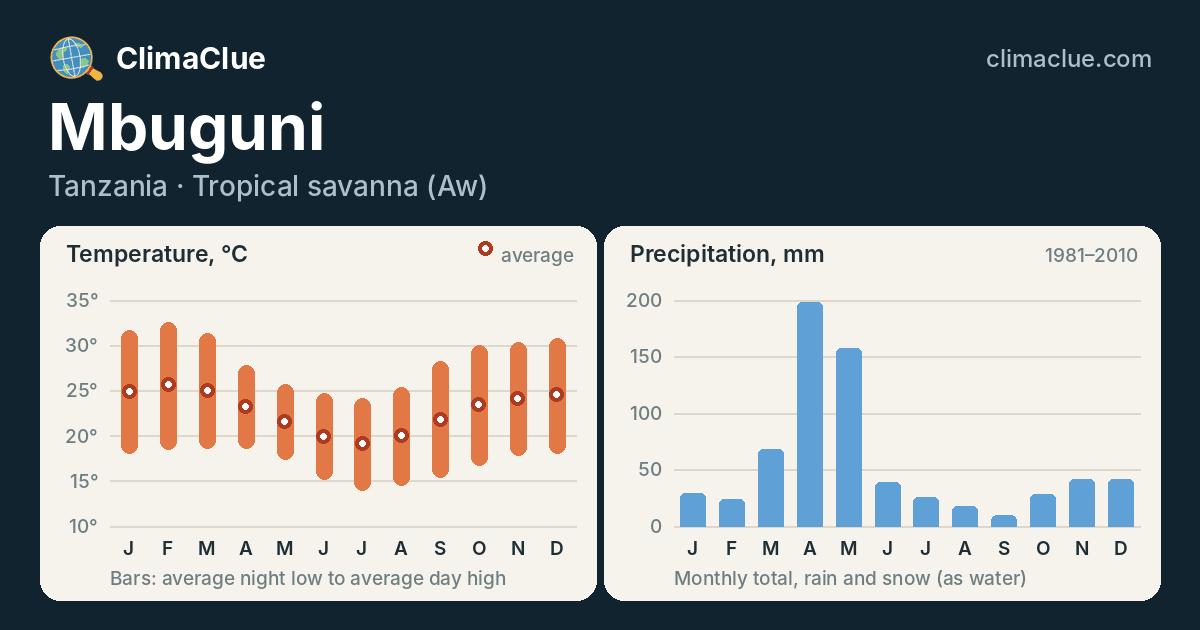 ClimaClue
climaclue.com
Mbuguni
Tanzania · Tropical savanna (Aw)
Temperature, °C
average
35°
30°
25°
20°
15°
10°
J F M A M J J A S O N D
Bars: average night low to average day high
Precipitation, mm
1981–2010
200
150
100
50
0
J F M A M J J A S O N D
Monthly total, rain and snow (as water)